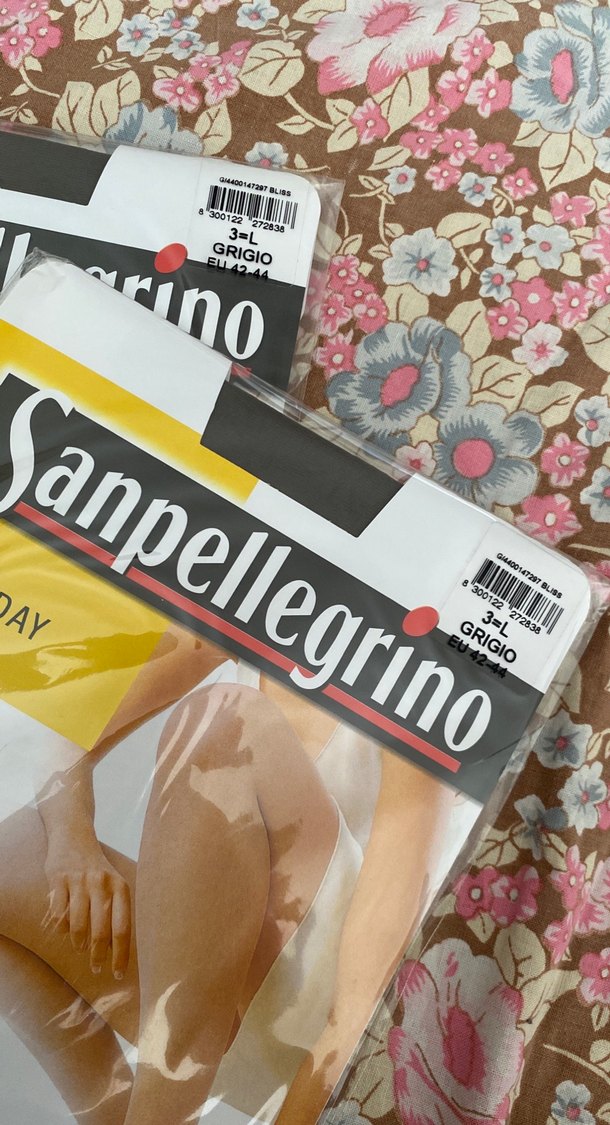 GI4400147297 BLISS
8 300122 272838
3=L
GRIGIO
EU 42-44
llegrino
Sanpellegrino
GI4400147297 BLISS
8 300122 272838
3=L
GRIGIO
EU 42-44
DAY